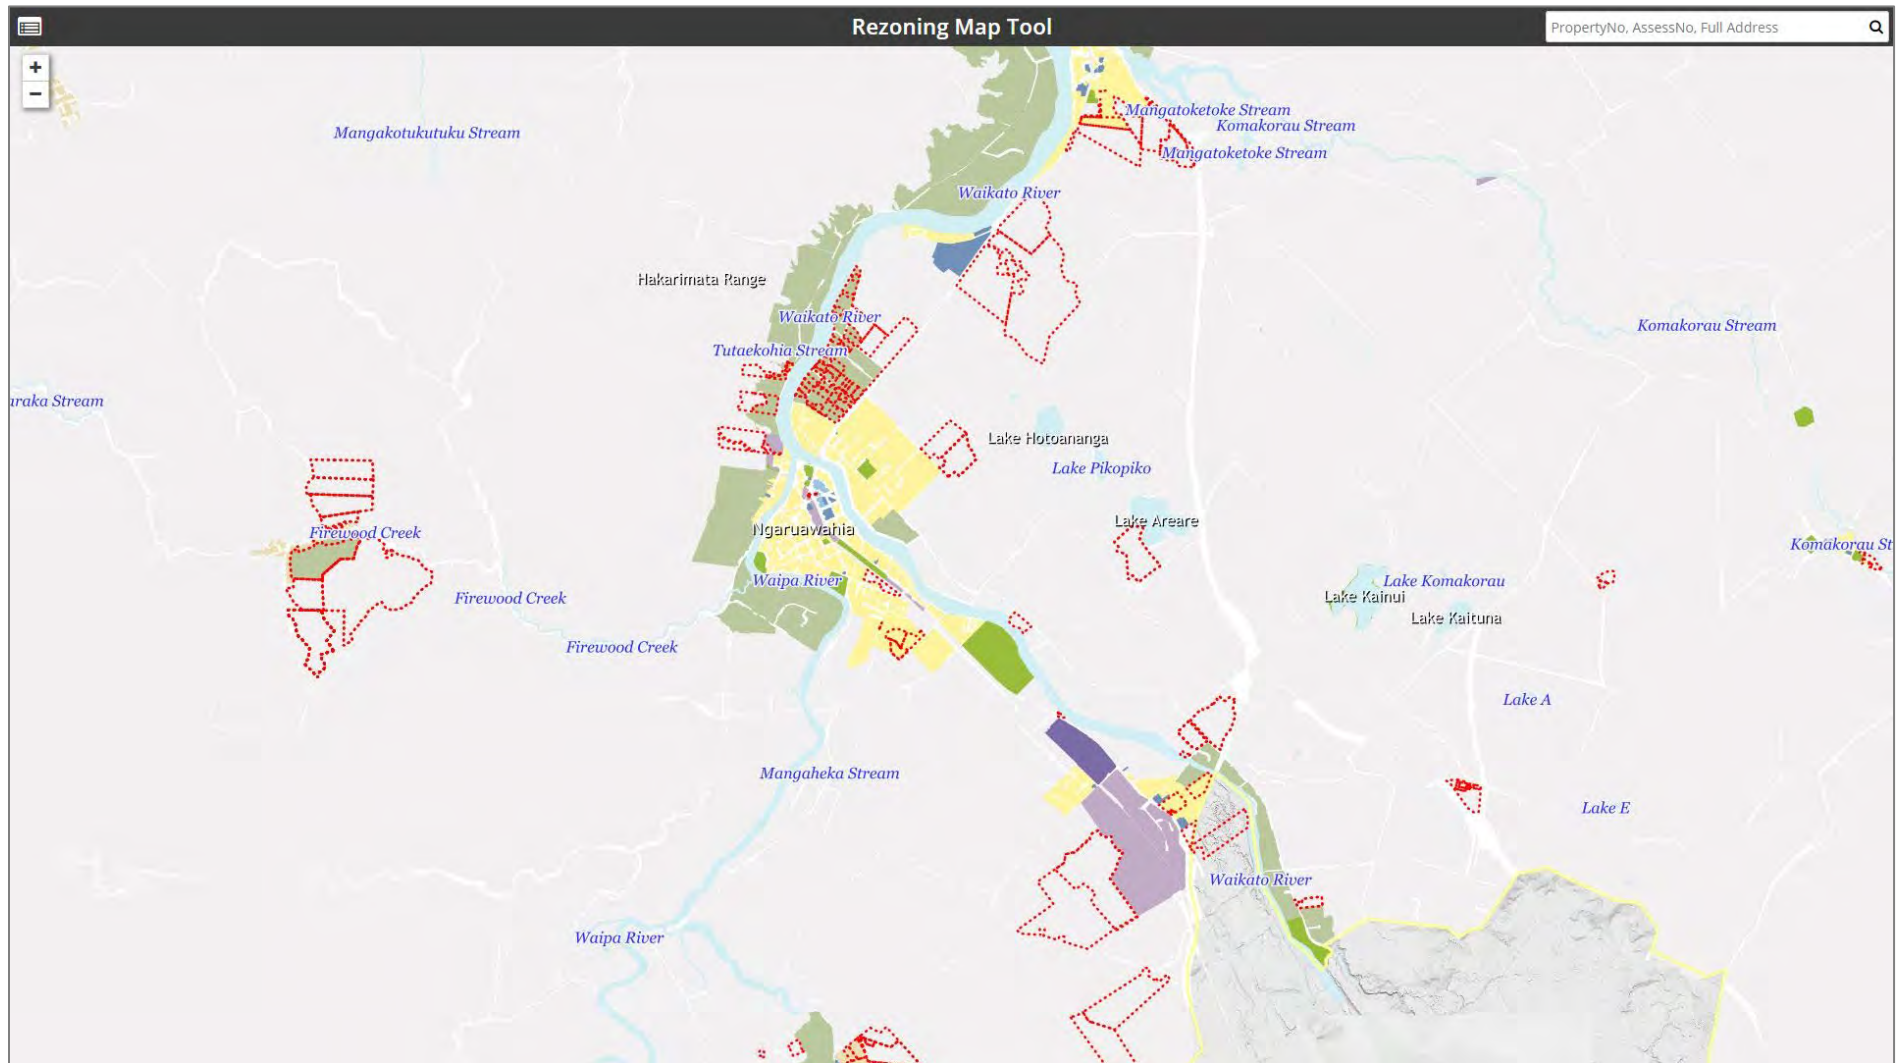 Rezoning Map Tool
PropertyNo, AssessNo, Full Address
+
−
Mangatoketoke Stream
Komakorau Stream
Mangakotukutuku Stream
Mangatoketoke Stream
Waikato River
Hakarimata Range
Waikato River
Komakorau Stream
Tutaekohia Stream
uraka Stream
Lake Hotoananga
Lake Pikopiko
Lake Areare
Ngaruawahia
Firewood Creek
Komakorau St
Waipa River
Lake Komakorau
Lake Kainui
Firewood Creek
Lake Kaituna
Firewood Creek
Lake A
Mangaheka Stream
Lake E
Waikato River
Waipa River